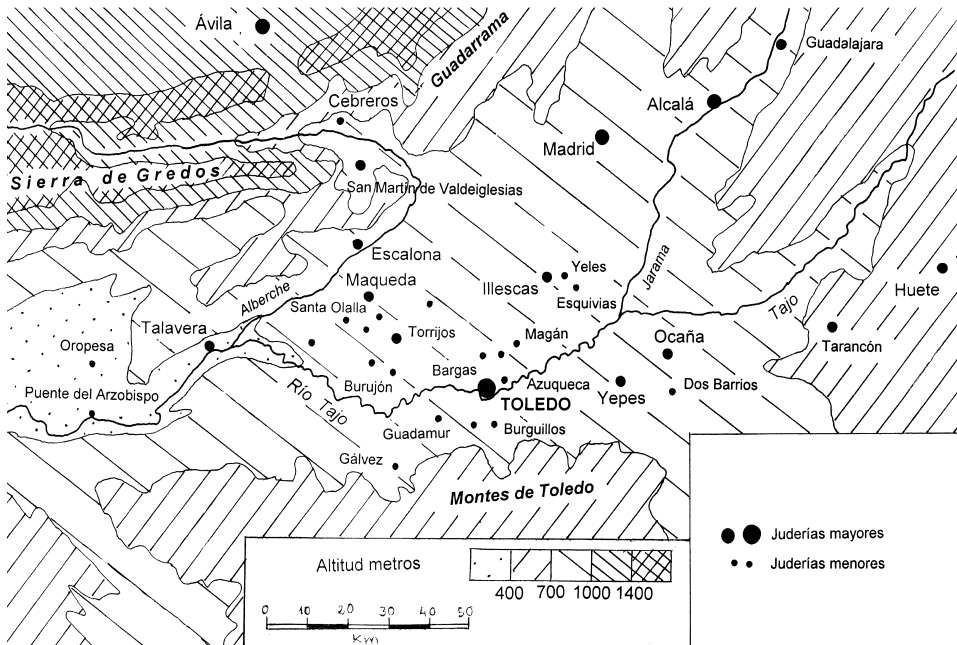 Ávila
Guadarrama
Guadalajara
Cebreros
Alcalá
Madrid
Sierra de Gredos
San Martín de Valdeiglesias
Escalona
Jarama
Yeles
Maqueda
Illescas
Huete
Alberche
Esquivias
Tajo
Santa Olalla
Talavera
Torrijos
Magán
Ocaña
Tarancón
Oropesa
Bargas
Burujón
Azuqueca
Dos Barrios
Puente del Arzobispo
Río Tajo
TOLEDO
Yepes
Guadamur
Burguillos
Gálvez
Montes de Toledo
Juderías mayores
Juderías menores
Altitud metros
400 700 1000 1400
0 10 20 30 40 50
Km